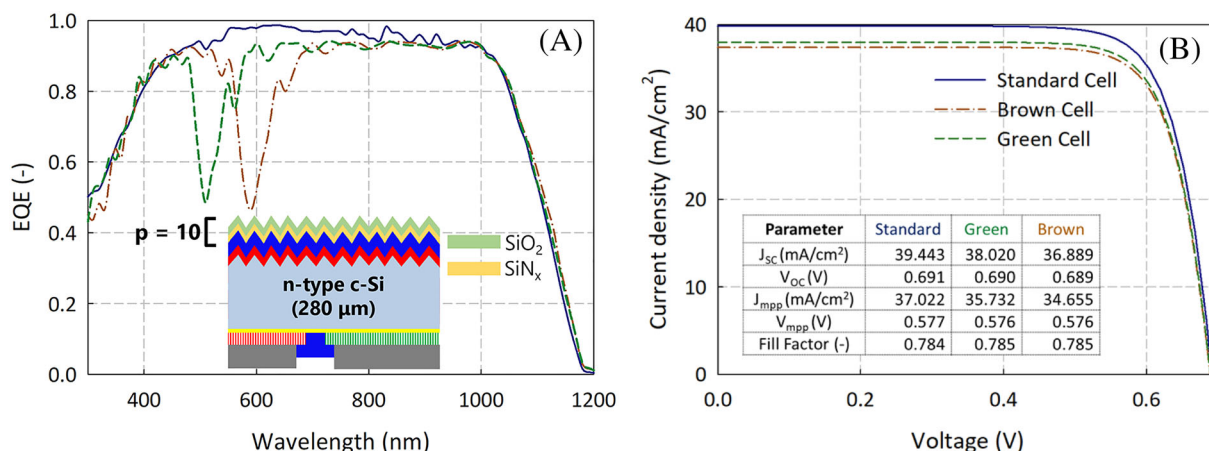 (A)
EQE (-)
1.0
0.8
0.6
0.4
0.2
0.0
p = 10
SiO2
SiNx
n-type c-Si
(280 μm)
400 600 800 1000 1200
Wavelength (nm)
(B)
Current density (mA/cm2)
40
30
20
10
0
Standard Cell
Brown Cell
Green Cell
Parameter Standard Green Brown
JSC (mA/cm2) 39.443 38.020 36.889
VOC (V) 0.691 0.690 0.689
Jmpp (mA/cm2) 37.022 35.732 34.655
Vmpp (V) 0.577 0.576 0.576
Fill Factor (-) 0.784 0.785 0.785
0.0 0.2 0.4 0.6
Voltage (V)